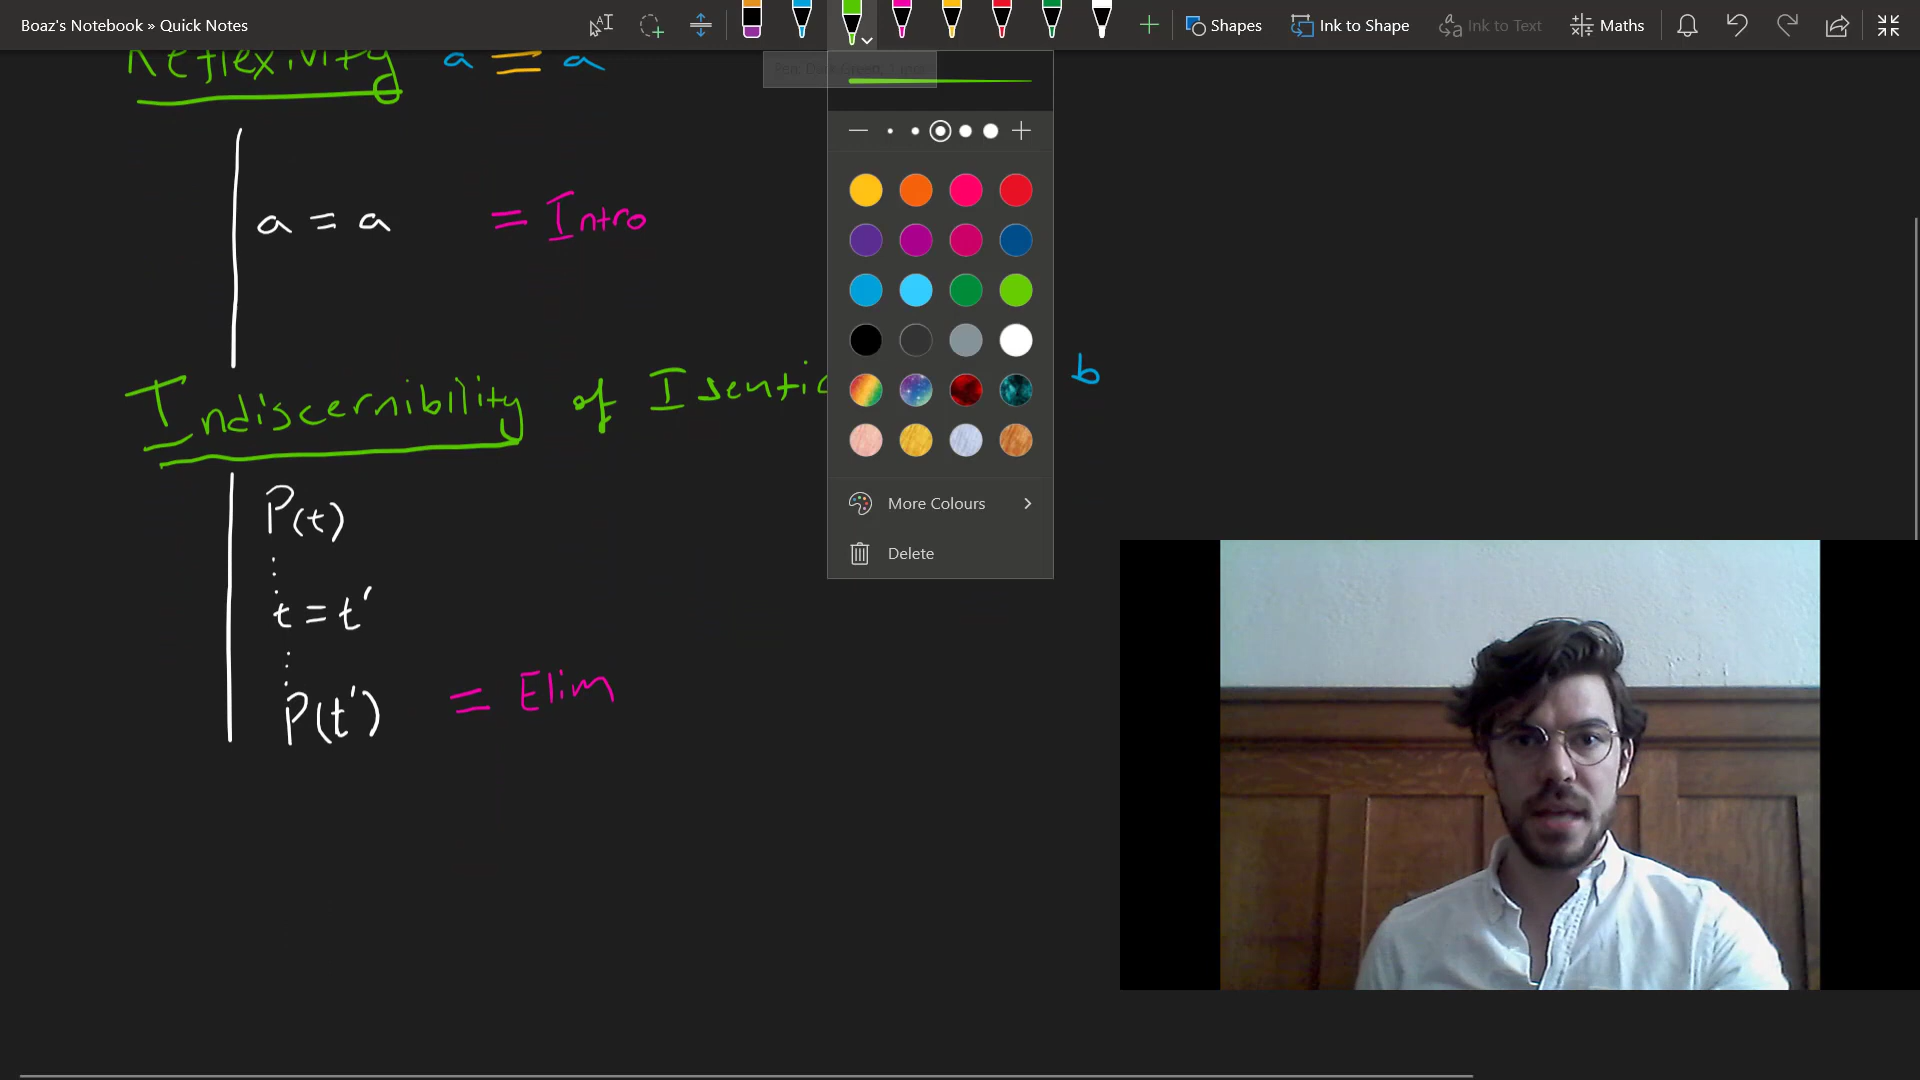 Boaz's Notebook » Quick Notes
Shapes
Ink to Shape
Ink to Text
Maths
Reflexivity a = a
a = a = Intro
Indiscernibility of Isentic b
P(t)
⋮
t = t'
⋮
P(t') = Elim
More Colours
Delete